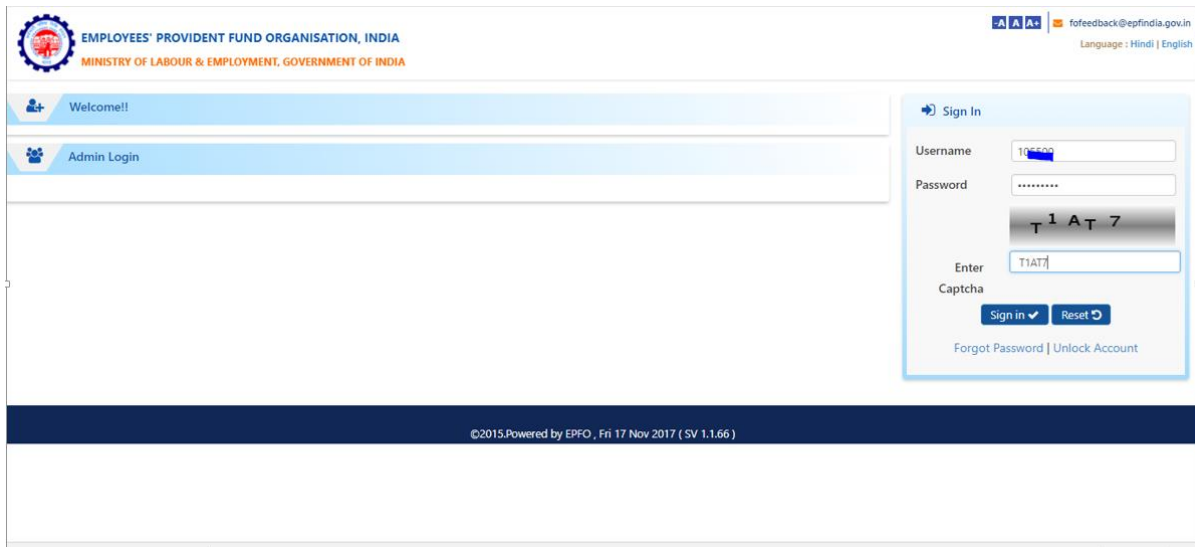 -A A A+ fofeedback@epfindia.gov.in
EMPLOYEES' PROVIDENT FUND ORGANISATION, INDIA
Language : Hindi | English
MINISTRY OF LABOUR & EMPLOYMENT, GOVERNMENT OF INDIA
Welcome!!
Admin Login
Sign In
Username
Password •••••••••
T 1 A T 7
Enter T1AT7
Captcha
Sign in Reset
Forgot Password | Unlock Account
©2015.Powered by EPFO , Fri 17 Nov 2017 ( SV 1.1.66 )